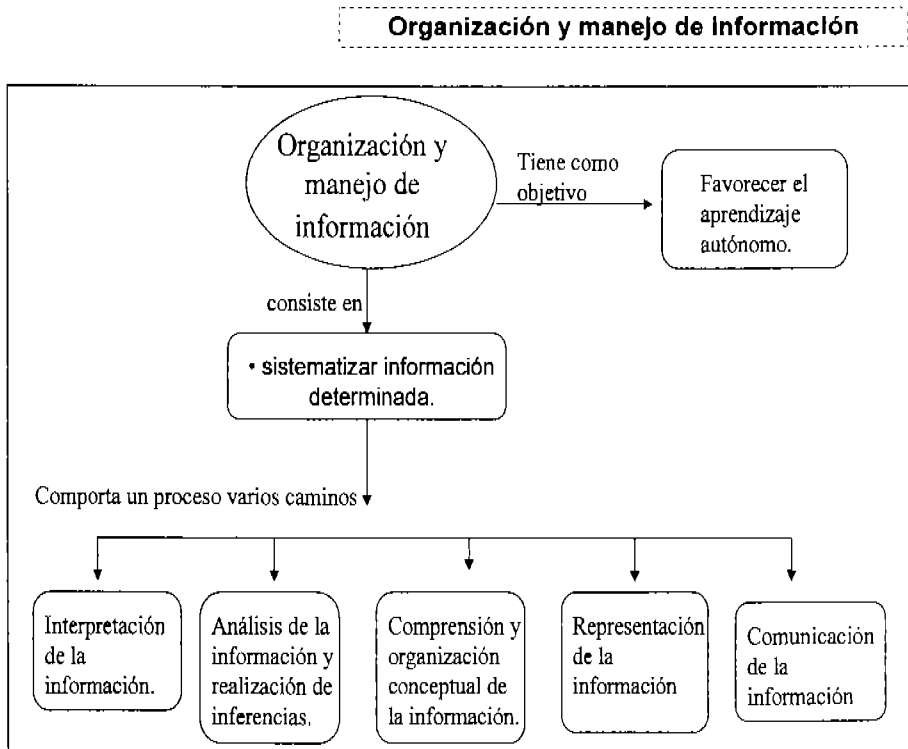 Organización y manejo de información
Organización y
manejo de
información
Tiene como
objetivo
Favorecer el
aprendizaje
autónomo.
consiste en
• sistematizar información
determinada.
Comporta un proceso varios caminos
Interpretación
de la
información.
Análisis de la
información y
realización de
inferencias.
Comprensión y
organización
conceptual de
la información.
Representación
de la
información
Comunicación
de la
información